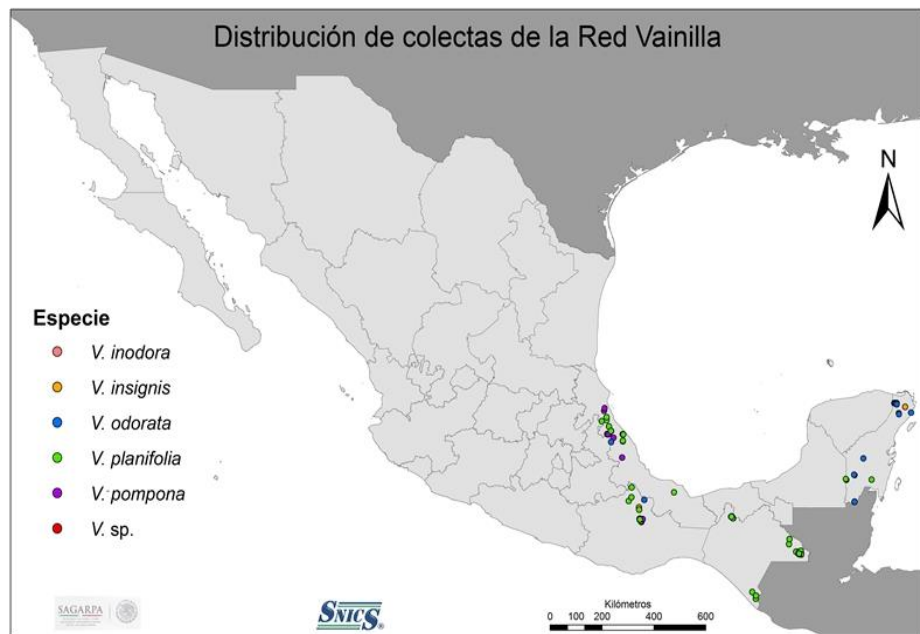 Distribución de colectas de la Red Vainilla
N
Especie
V. inodora
V. insignis
V. odorata
V. planifolia
V. pompona
V. sp.
SAGARPA
SNICS®
Kilómetros
0 100 200 400 600